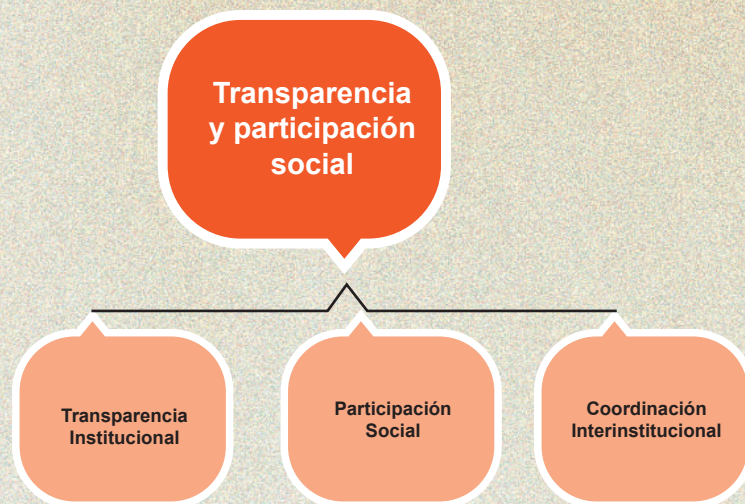 Transparencia
y participación
social
Transparencia
Institucional
Participación
Social
Coordinación
Interinstitucional